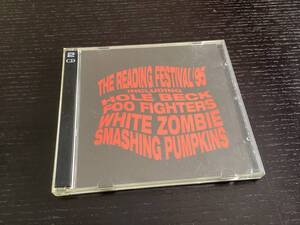 2
CD
THE READING FESTIVAL '95
INCLUDING
HOLE BECK
FOO FIGHTERS
WHITE ZOMBIE
SMASHING PUMPKINS